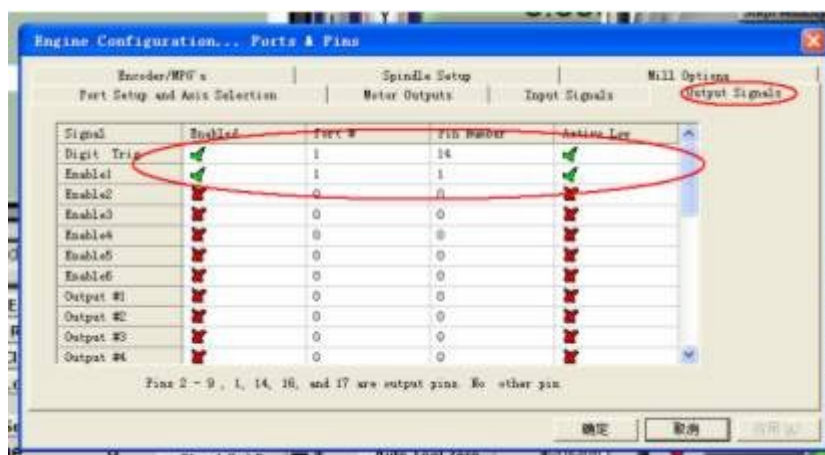 Engine Configuration... Ports & Pins
Encoder/MPG's Spindle Setup Mill Options
Port Setup and Axis Selection Motor Outputs Input Signals Output Signals
Signal Enabled Port # Pin Number Active Low
Digit Trig 1 14
Enable1 1 1
Enable2 0 0
Enable3 0 0
Enable4 0 0
Enable5 0 0
Enable6 0 0
Output #1 0 0
Output #2 0 0
Output #3 0 0
Output #4 0 0
Pins 2 - 9 , 1, 14, 16, and 17 are output pins. No other pin
确定 取消